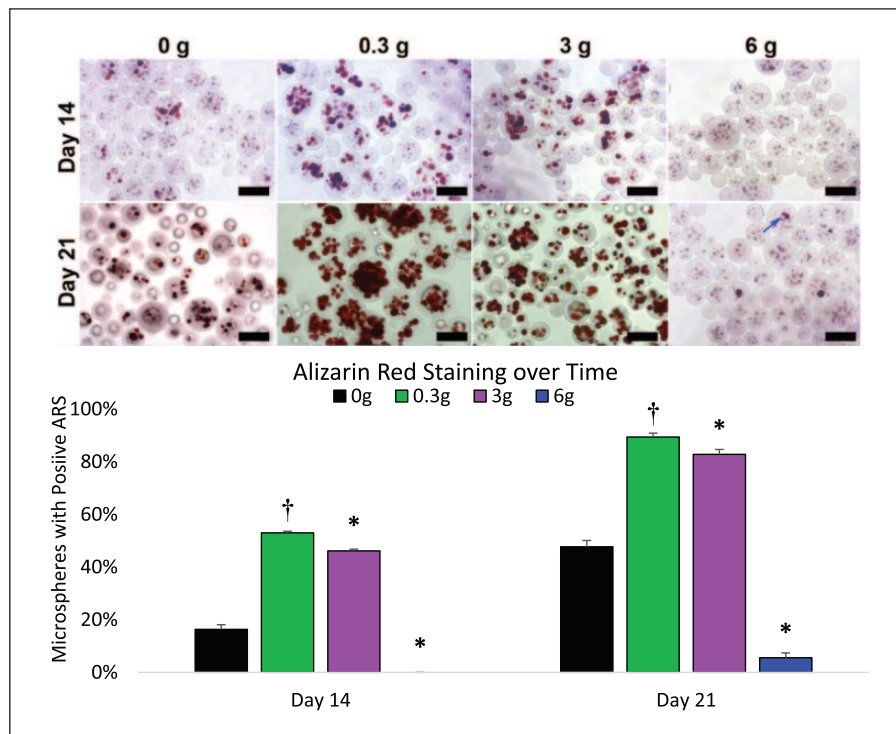 0 g 0.3 g 3 g 6 g
Day 14
Day 21
Alizarin Red Staining over Time
0g 0.3g 3g 6g
Microspheres with Posiive ARS
100%
80%
60%
40%
20%
0%
† * *
† * *
Day 14 Day 21